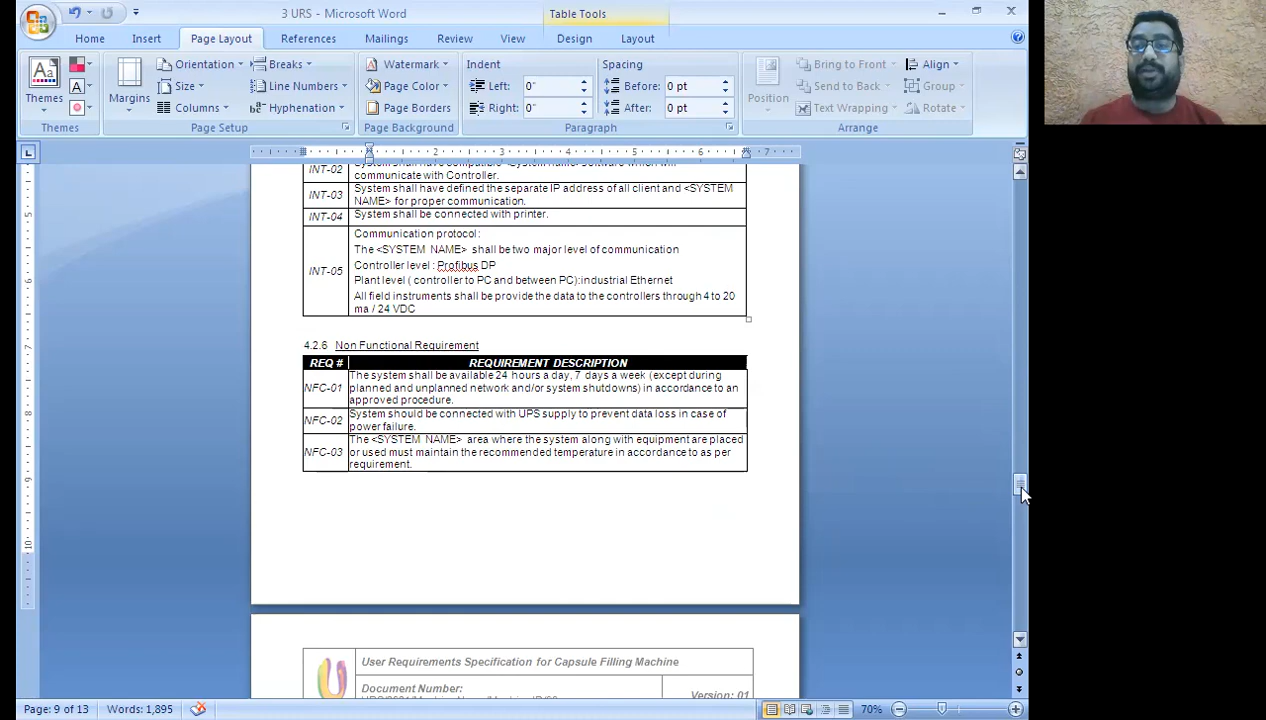 3 URS - Microsoft Word
Table Tools
Home Insert Page Layout References Mailings Review View Design Layout
Themes
Margins
Orientation
Size
Columns
Breaks
Line Numbers
Hyphenation
Watermark
Page Color
Page Borders
Indent
Left: 0"
Right: 0"
Spacing
Before: 0 pt
After: 0 pt
Position
Bring to Front
Send to Back
Text Wrapping
Align
Group
Rotate
Themes Page Setup Page Background Paragraph Arrange
2 3 4 5 6 7
INT-02
communicate with Controller.
INT-03
System shall have defined the separate IP address of all client and <SYSTEM
NAME> for proper communication.
INT-04 System shall be connected with printer.
INT-05
Communication protocol:
The <SYSTEM NAME> shall be two major level of communication
Controller level : Profibus DP
Plant level ( controller to PC and between PC):industrial Ethernet
All field instruments shall be provide the data to the controllers through 4 to 20
ma / 24 VDC
4.2.6 Non Functional Requirement
REQ # REQUIREMENT DESCRIPTION
NFC-01
The system shall be available 24 hours a day, 7 days a week (except during
planned and unplanned network and/or system shutdowns) in accordance to an
approved procedure.
NFC-02
System should be connected with UPS supply to prevent data loss in case of
power failure.
NFC-03
The <SYSTEM NAME> area where the system along with equipment are placed
or used must maintain the recommended temperature in accordance to as per
requirement.
User Requirements Specification for Capsule Filling Machine
Document Number:
Version: 01
Page: 9 of 13 Words: 1,895 70%